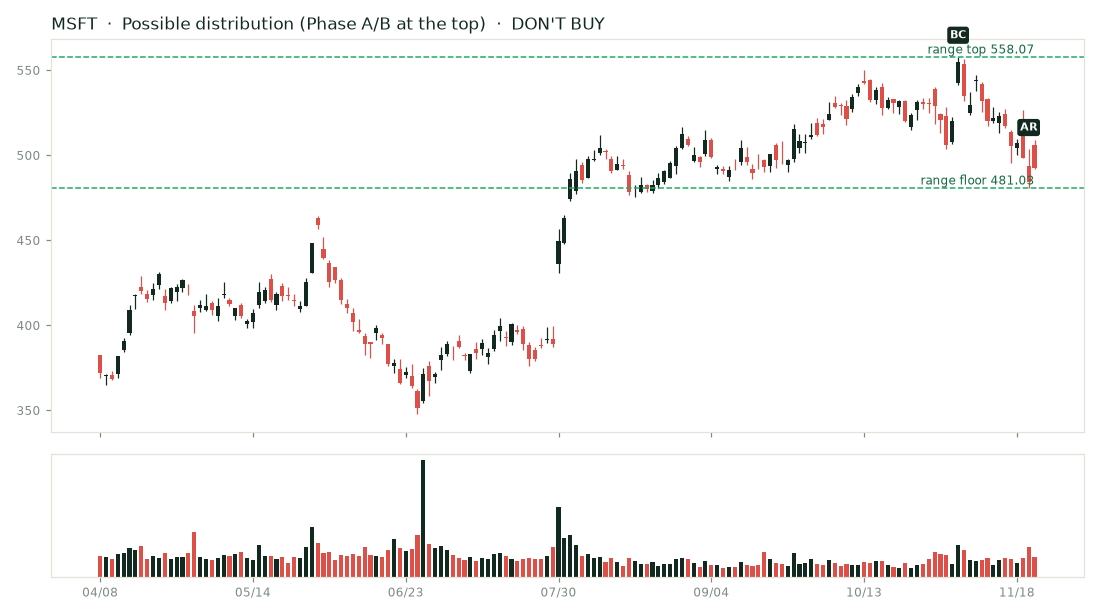 MSFT · Possible distribution (Phase A/B at the top) · DON'T BUY
BC
range top 558.07
550
AR
500
range floor 481.03
450
400
350
04/08 05/14 06/23 07/30 09/04 10/13 11/18